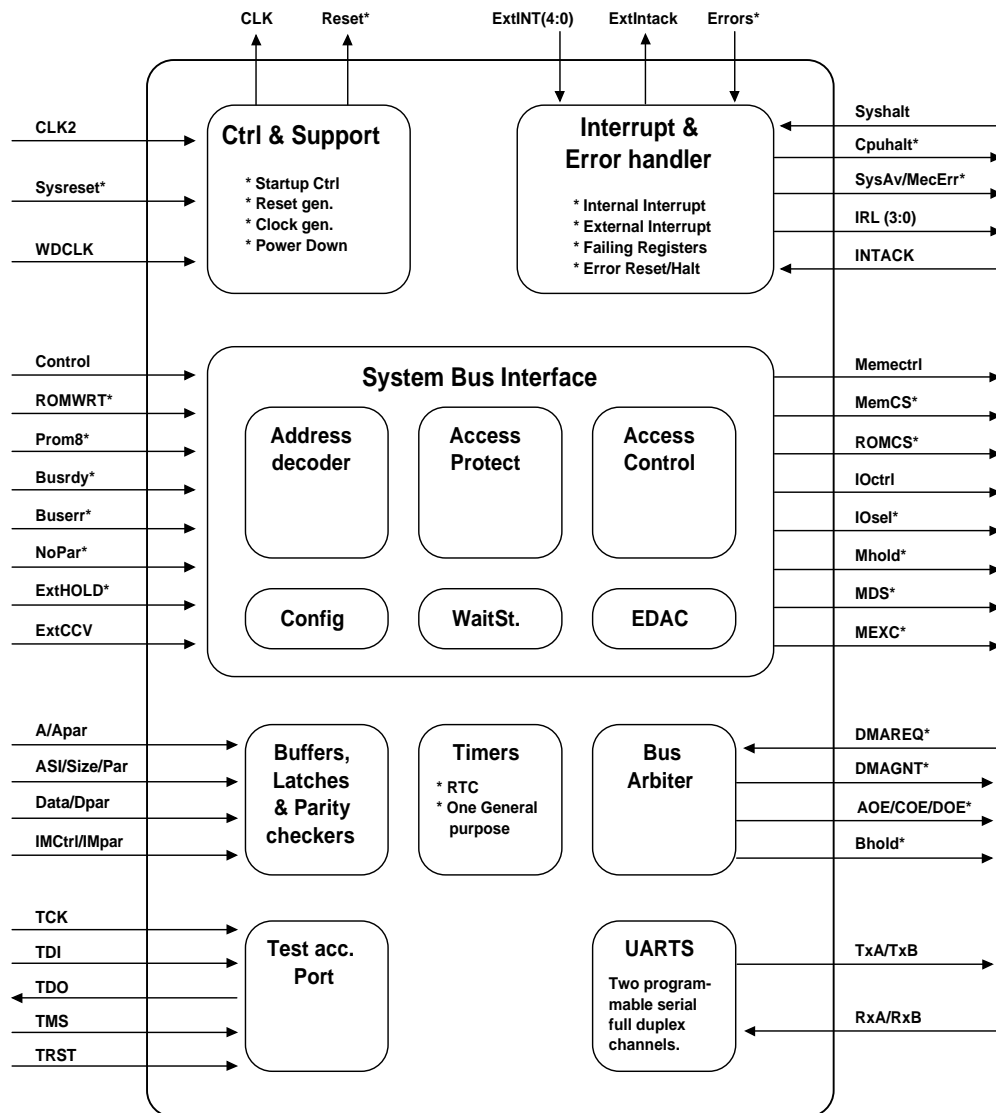 CLK
Reset*
ExtINT(4:0)
ExtIntack
Errors*
CLK2
Sysreset*
WDCLK
Ctrl & Support
* Startup Ctrl
* Reset gen.
* Clock gen.
* Power Down
Interrupt &
Error handler
* Internal Interrupt
* External Interrupt
* Failing Registers
* Error Reset/Halt
Syshalt
Cpuhalt*
SysAv/MecErr*
IRL (3:0)
INTACK
Control
ROMWRT*
Prom8*
Busrdy*
Buserr*
NoPar*
ExtHOLD*
ExtCCV
System Bus Interface
Address
decoder
Access
Protect
Access
Control
Config
WaitSt.
EDAC
Memectrl
MemCS*
ROMCS*
IOctrl
IOsel*
Mhold*
MDS*
MEXC*
A/Apar
ASI/Size/Par
Data/Dpar
IMCtrl/IMpar
Buffers,
Latches
& Parity
checkers
Timers
* RTC
* One General
purpose
Bus
Arbiter
DMAREQ*
DMAGNT*
AOE/COE/DOE*
Bhold*
TCK
TDI
TDO
TMS
TRST
Test acc.
Port
UARTS
Two program-
mable serial
full duplex
channels.
TxA/TxB
RxA/RxB